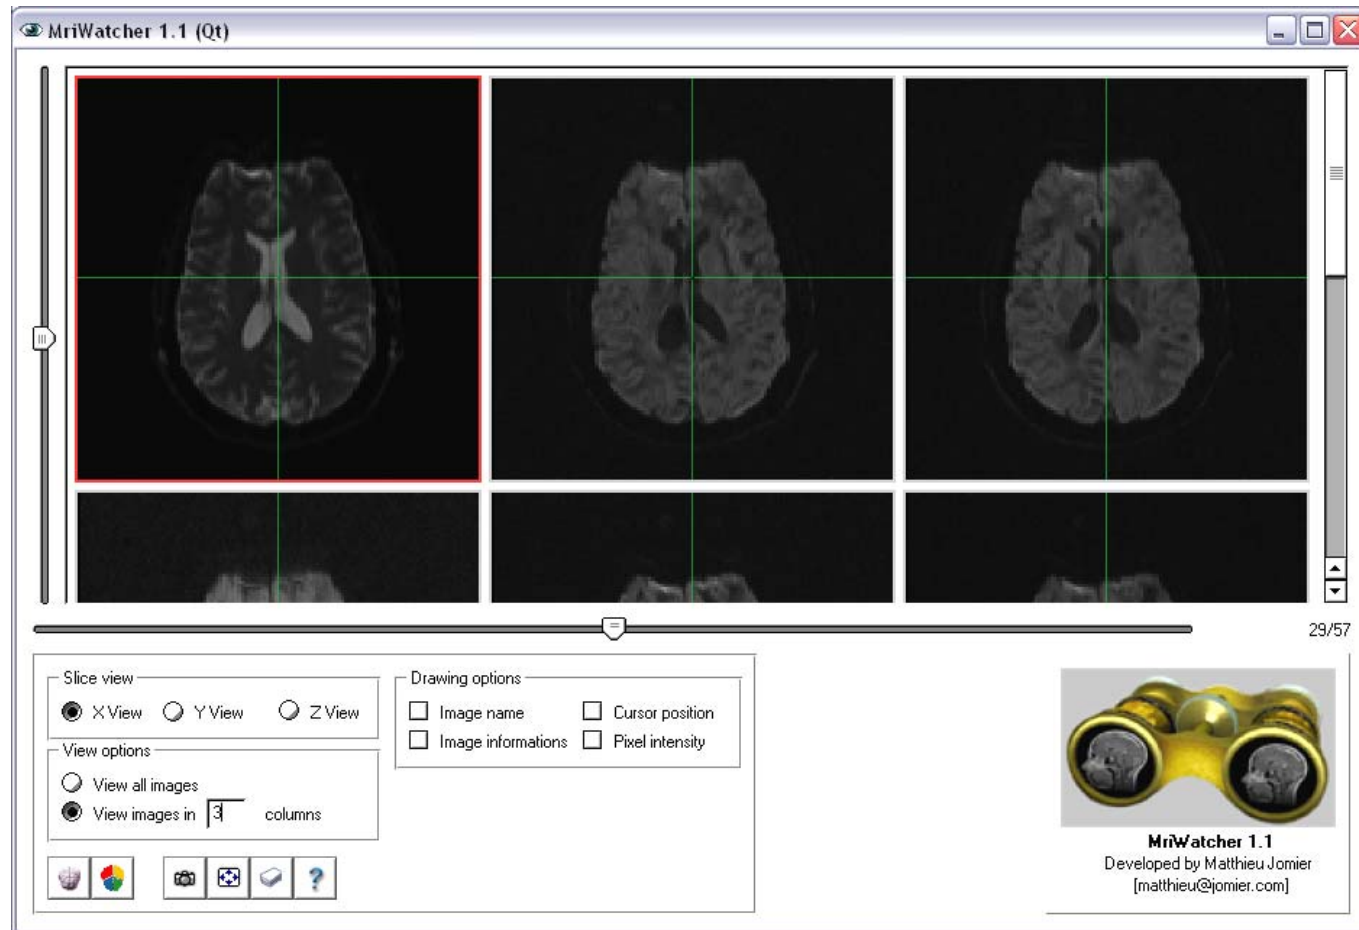 MriWatcher 1.1 (Qt)
29/57
Slice view
X View Y View Z View
View options
View all images
View images in 3 columns
Drawing options
Image name Cursor position
Image informations Pixel intensity
?
MriWatcher 1.1
Developed by Matthieu Jomier
[matthieu@jomier.com]